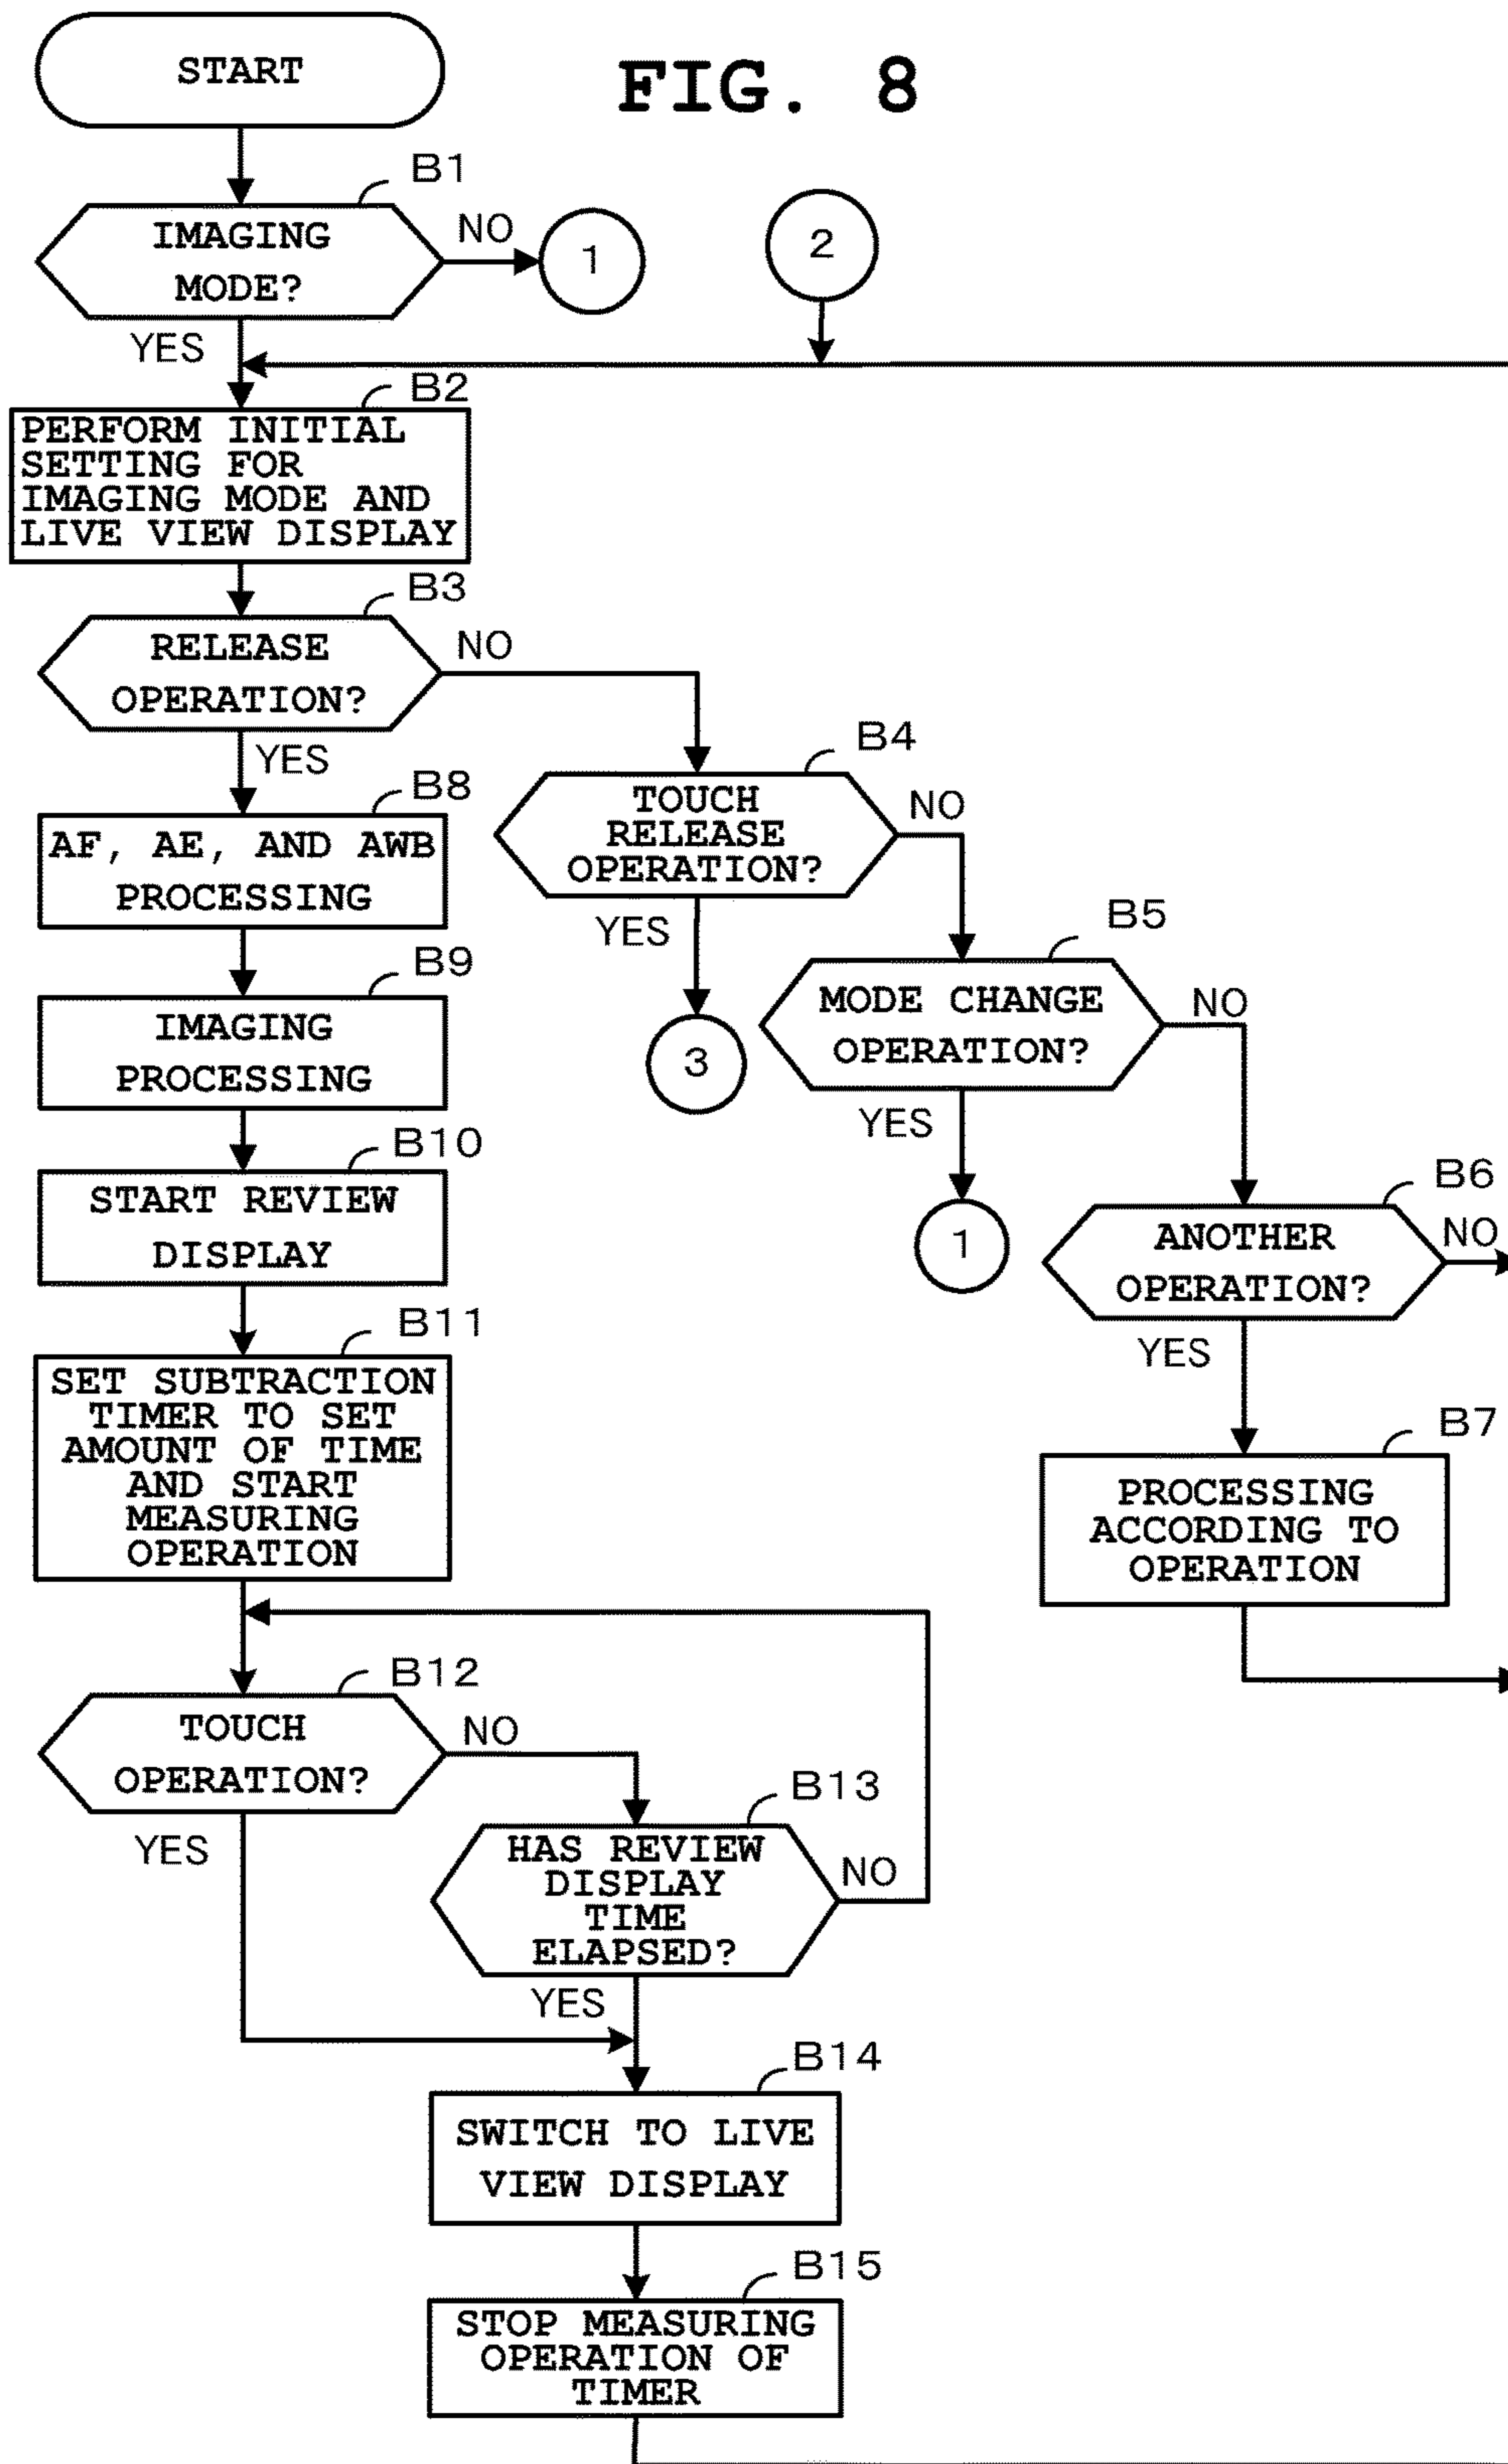 START
FIG. 8
B1
IMAGING
MODE?
NO
1
2
YES
B2
PERFORM INITIAL
SETTING FOR
IMAGING MODE AND
LIVE VIEW DISPLAY
B3
RELEASE
OPERATION?
NO
YES
B4
TOUCH
RELEASE
OPERATION?
NO
YES
3
B5
MODE CHANGE
OPERATION?
NO
YES
1
B6
ANOTHER
OPERATION?
NO
YES
B7
PROCESSING
ACCORDING TO
OPERATION
B8
AF, AE, AND AWB
PROCESSING
B9
IMAGING
PROCESSING
B10
START REVIEW
DISPLAY
B11
SET SUBTRACTION
TIMER TO SET
AMOUNT OF TIME
AND START
MEASURING
OPERATION
B12
TOUCH
OPERATION?
NO
YES
B13
HAS REVIEW
DISPLAY
TIME
ELAPSED?
NO
YES
B14
SWITCH TO LIVE
VIEW DISPLAY
B15
STOP MEASURING
OPERATION OF
TIMER